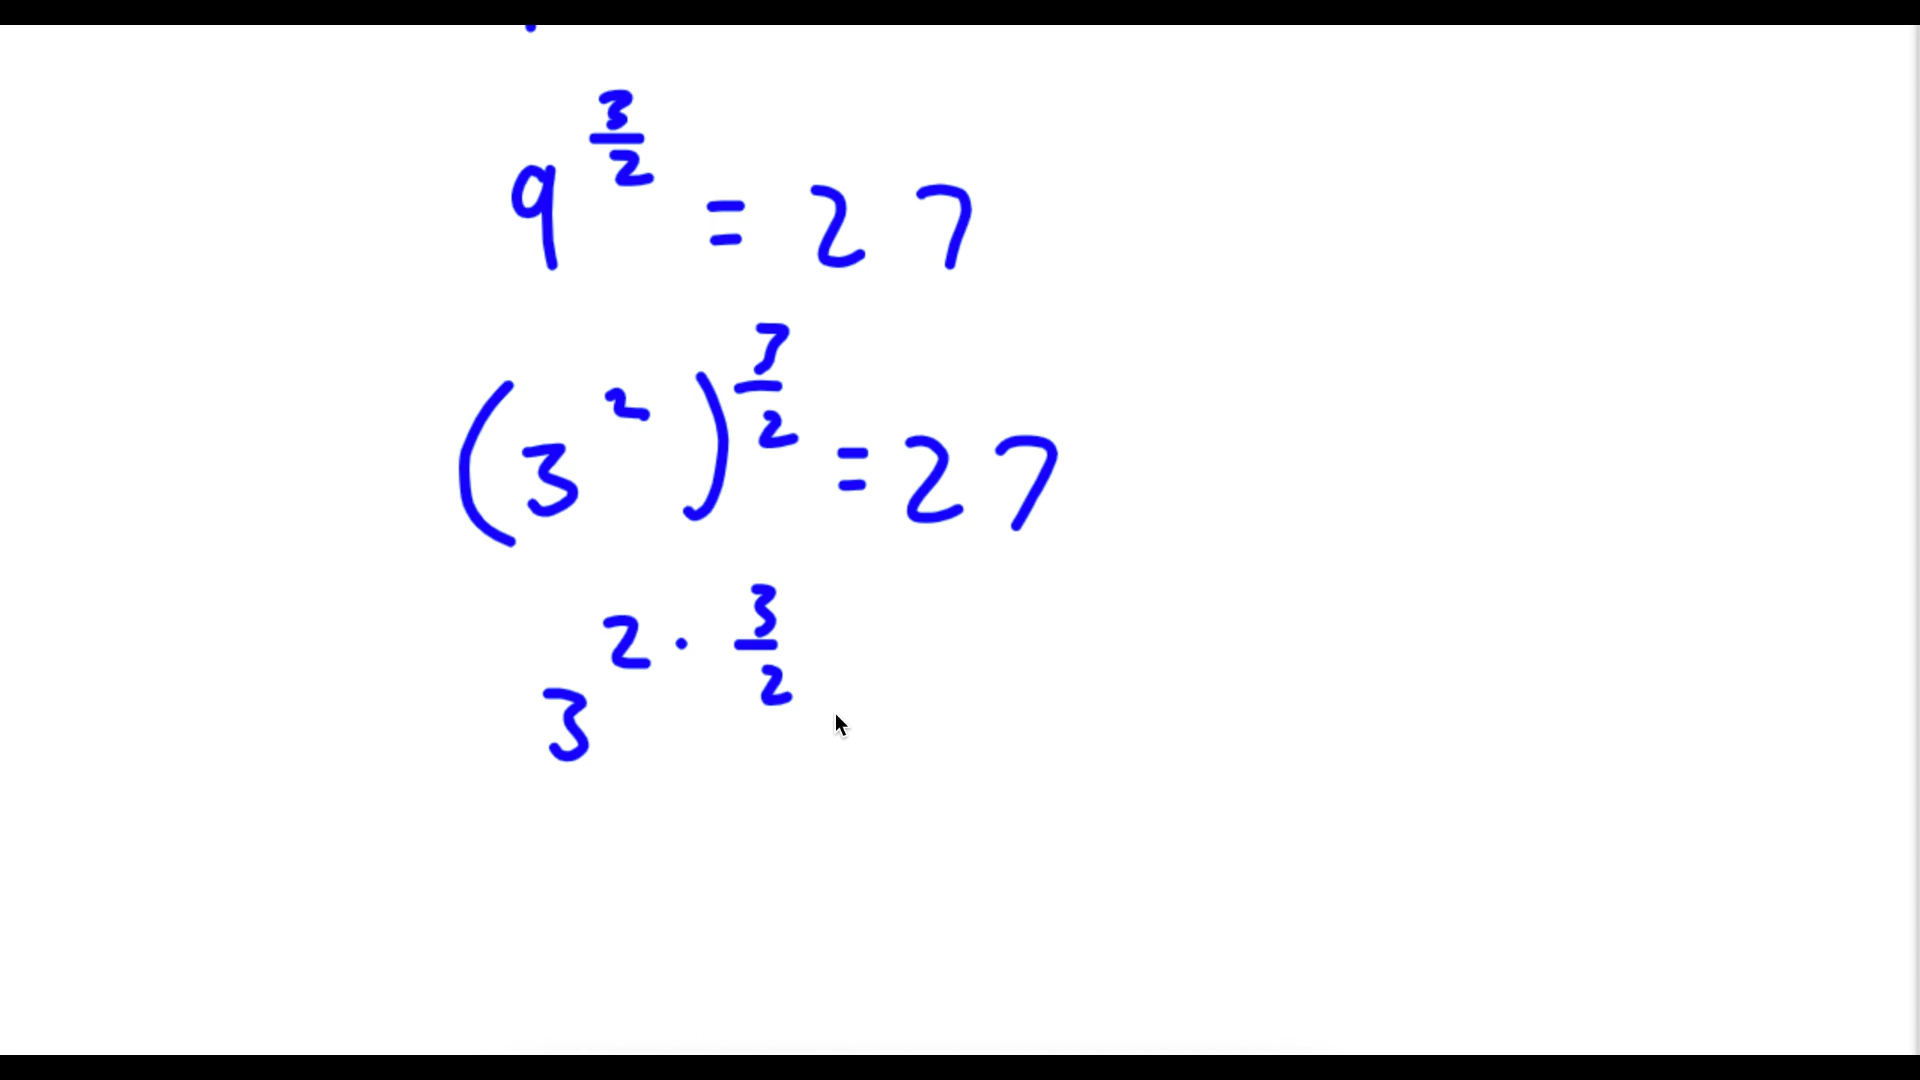 9^{3/2} = 27
(3^2)^{3/2} = 27
3^{2 · 3/2}